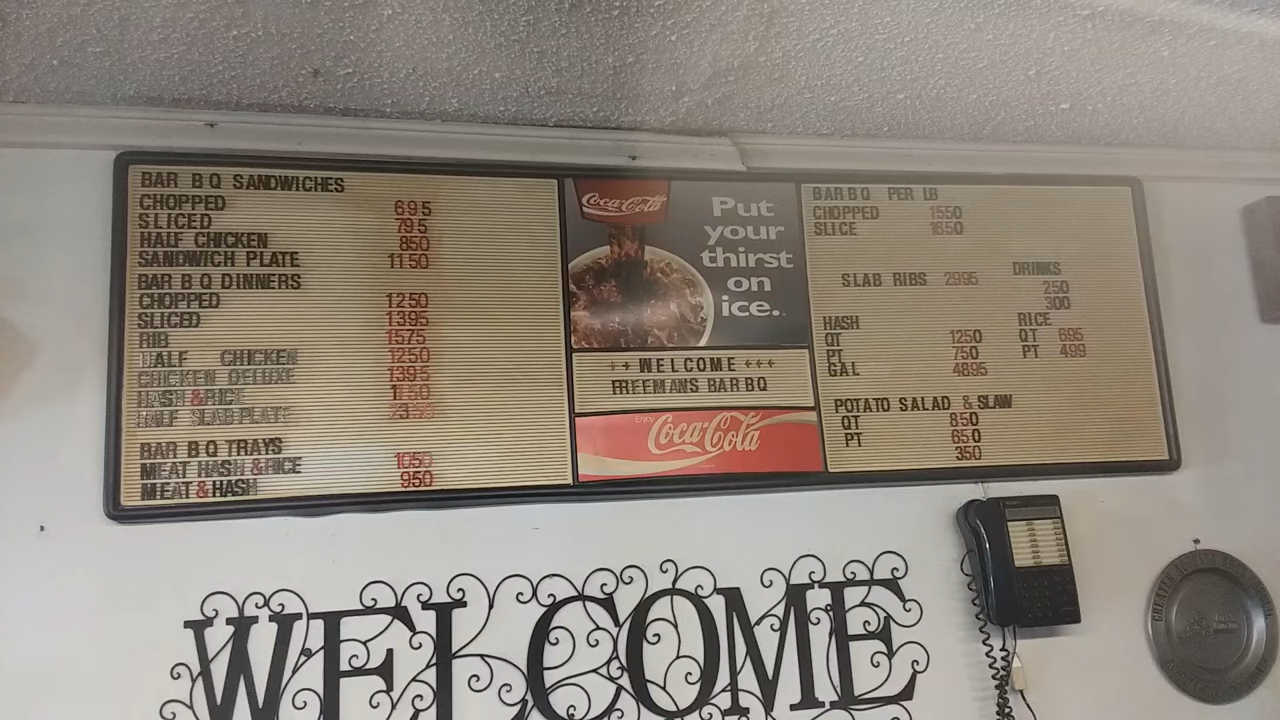 BAR B Q SANDWICHES
CHOPPED 695
SLICED 795
HALF CHICKEN 850
SANDWICH PLATE 1150
BAR B Q DINNERS
CHOPPED 1250
SLICED 1395
RIB 1575
HALF CHICKEN 1250
CHICKEN DELUXE 1395
HASH & RICE
HALF SLAB PLATE
BAR B Q TRAYS
MEAT HASH & RICE 1050
MEAT & HASH 950
Coca-Cola
Put
your
thirst
on
ice.
WELCOME
FREEMANS BAR B Q
Enjoy
Coca-Cola
BAR B Q PER LB
CHOPPED 1550
SLICE 1650
SLAB RIBS 2995
DRINKS
250
300
HASH
QT 1250
PT 750
GAL 4895
RICE
QT 695
PT 499
POTATO SALAD & SLAW
QT 850
PT 650
350
WELCOME